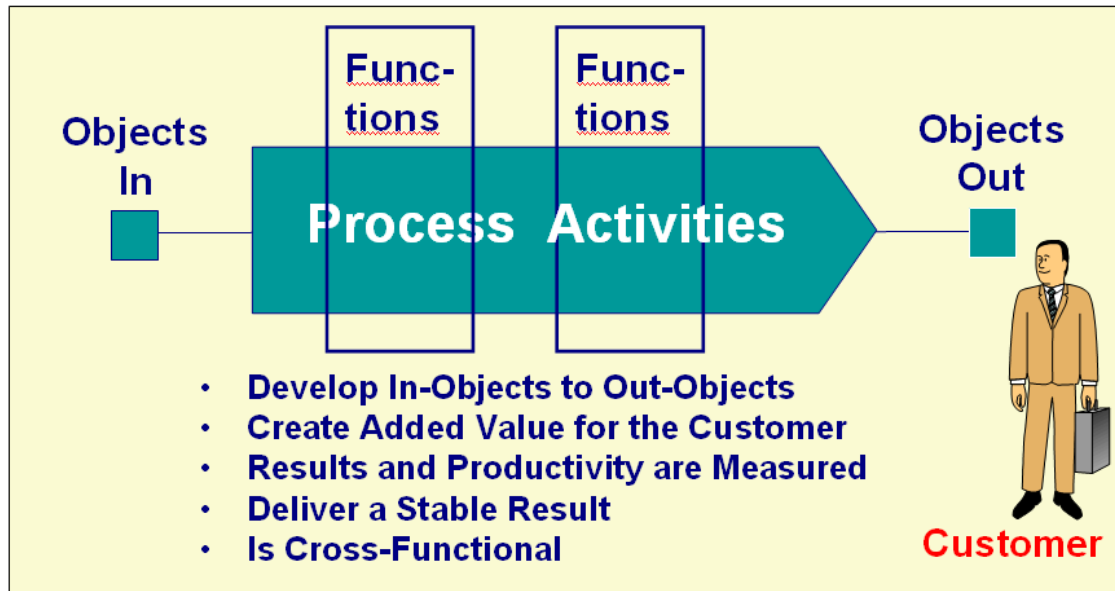 Func-
tions
Func-
tions
Objects
In
Process Activities
Objects
Out
• Develop In-Objects to Out-Objects
• Create Added Value for the Customer
• Results and Productivity are Measured
• Deliver a Stable Result
• Is Cross-Functional
Customer